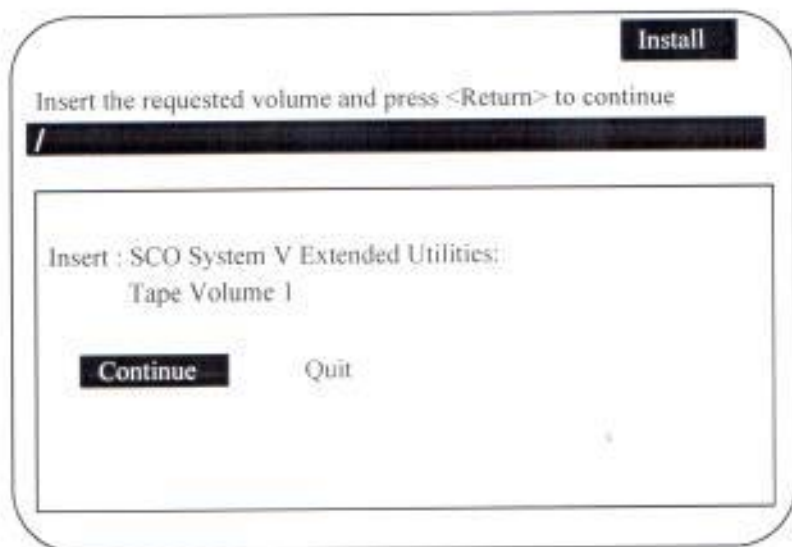 Install
Insert the requested volume and press <Return> to continue
/
Insert : SCO System V Extended Utilities:
Tape Volume 1
Continue Quit